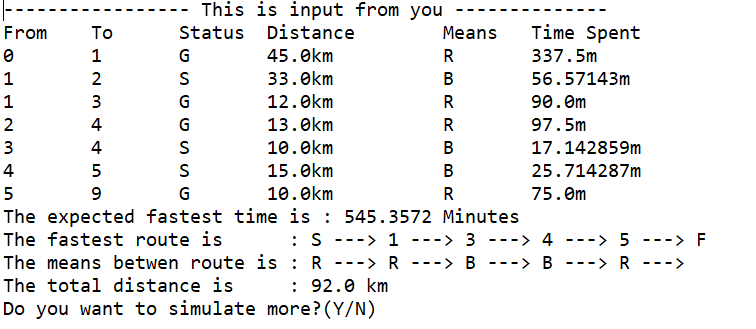 ----------------- This is input from you --------------
From To Status Distance Means Time Spent
0 1 G 45.0km R 337.5m
1 2 S 33.0km B 56.57143m
1 3 G 12.0km R 90.0m
2 4 G 13.0km R 97.5m
3 4 S 10.0km B 17.142859m
4 5 S 15.0km B 25.714287m
5 9 G 10.0km R 75.0m
The expected fastest time is : 545.3572 Minutes
The fastest route is : S ---> 1 ---> 3 ---> 4 ---> 5 ---> F
The means betwen route is : R ---> R ---> B ---> B ---> R --->
The total distance is : 92.0 km
Do you want to simulate more?(Y/N)